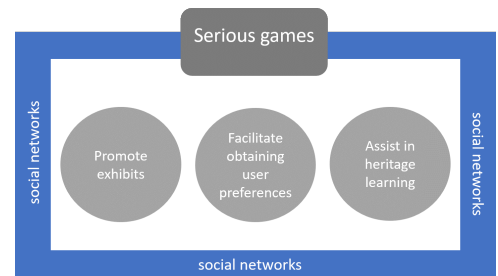 Serious games
social networks
Promote
exhibits
Facilitate
obtaining
user
preferences
Assist in
heritage
learning
social networks
social networks